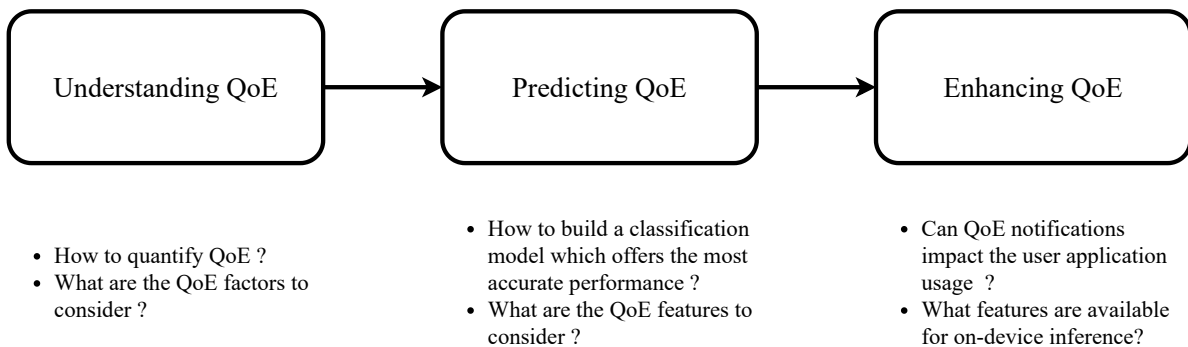 Understanding QoE
Predicting QoE
Enhancing QoE
• How to quantify QoE ?
• What are the QoE factors to
consider ?
• How to build a classification
model which offers the most
accurate performance ?
• What are the QoE features to
consider ?
• Can QoE notifications
impact the user application
usage  ?
• What features are available
for on-device inference?